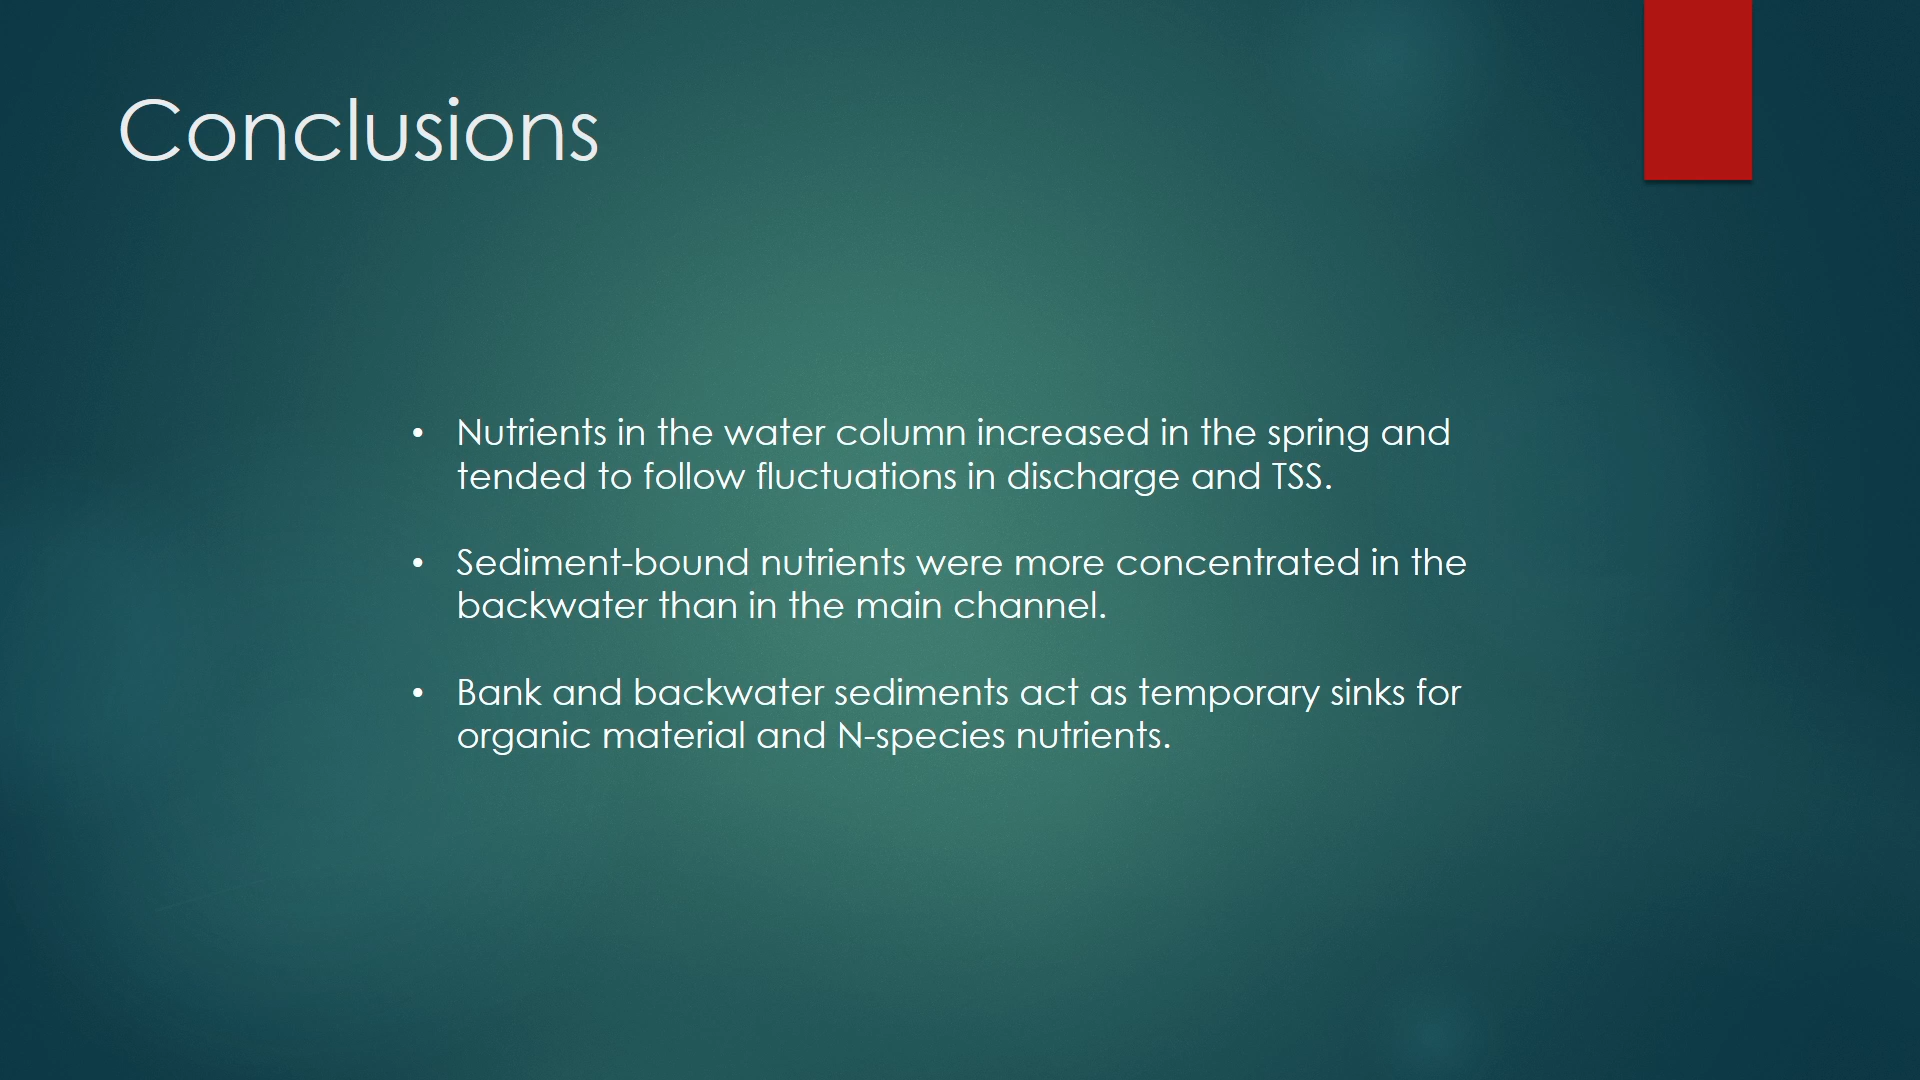 Conclusions
• Nutrients in the water column increased in the spring and
tended to follow fluctuations in discharge and TSS.
• Sediment-bound nutrients were more concentrated in the
backwater than in the main channel.
• Bank and backwater sediments act as temporary sinks for
organic material and N-species nutrients.